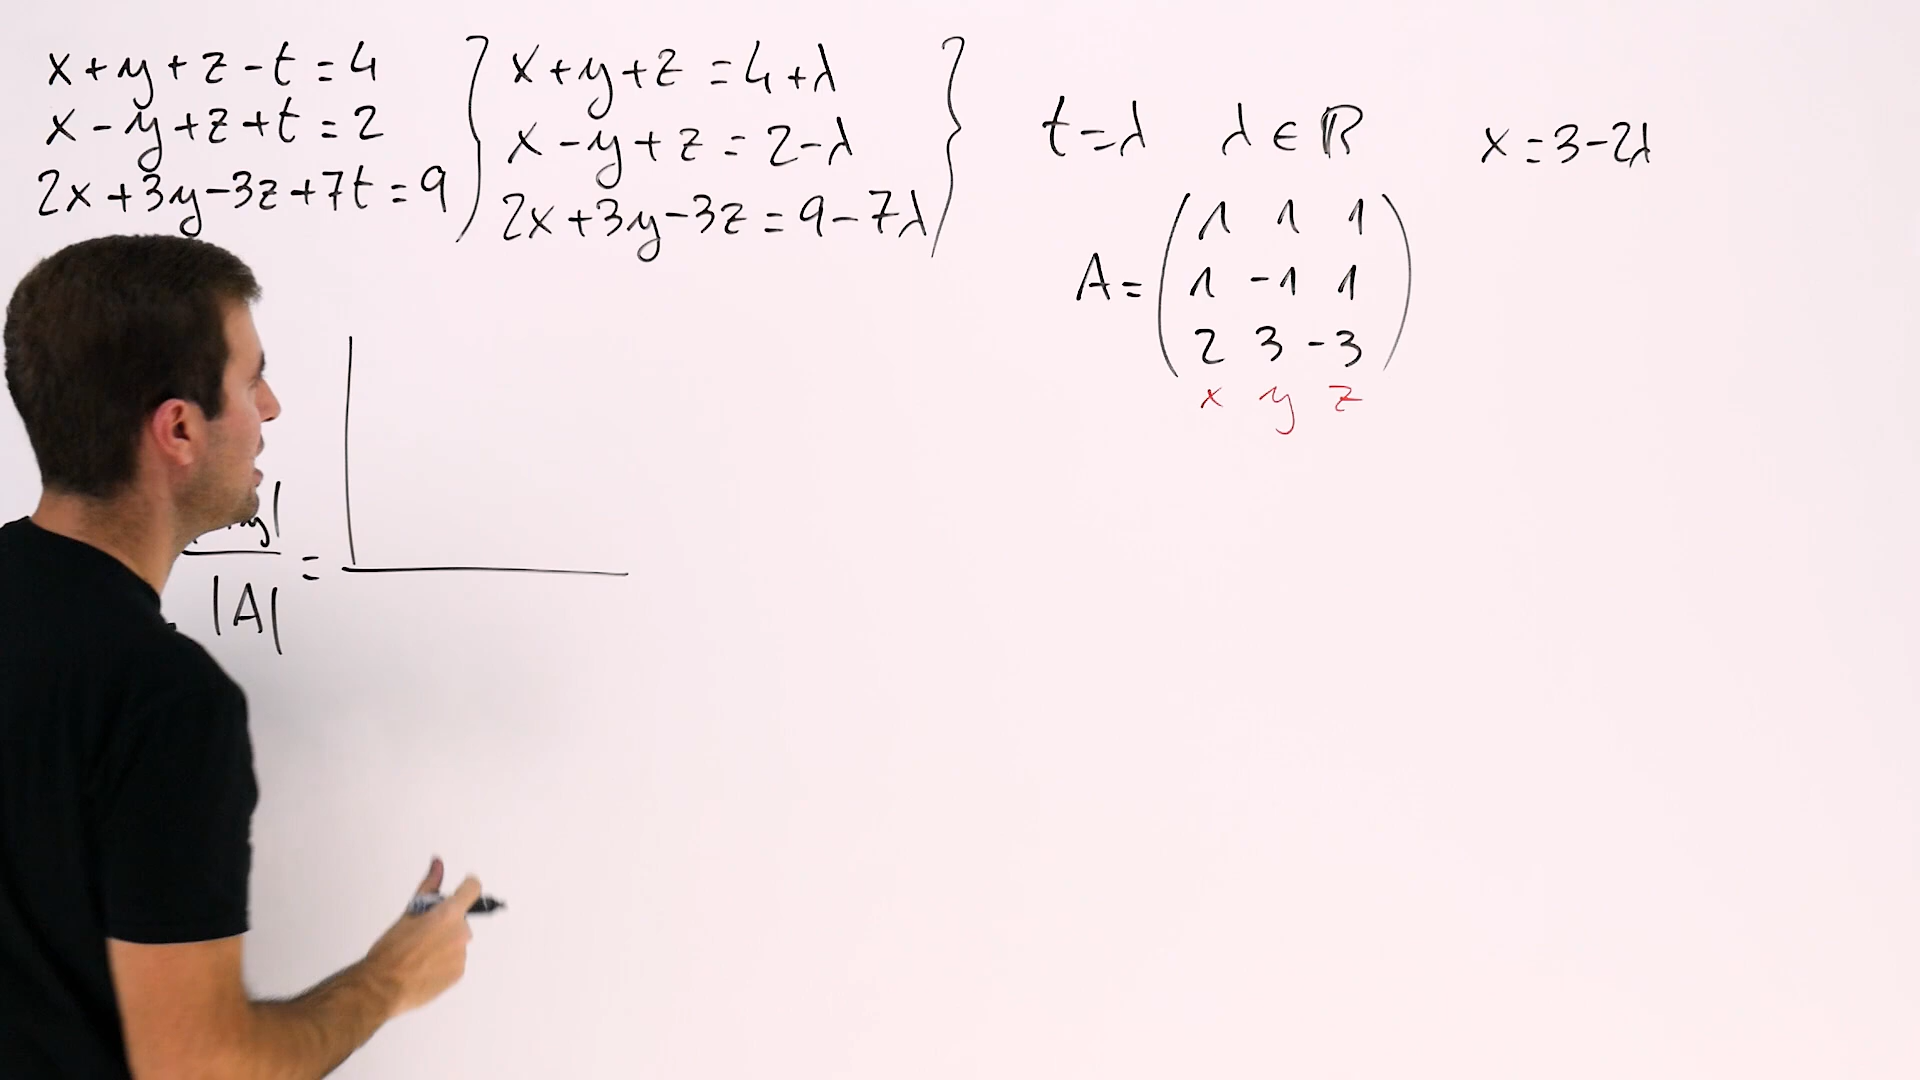 x+y+z-t=4
x-y+z+t=2
2x+3y-3z+7t=9
x+y+z=4+λ
x-y+z=2-λ
2x+3y-3z=9-7λ
t=λ λ∈ℝ x=3-2λ
A=
1 1 1
1 -1 1
2 3 -3
x y z
y|
|A| =